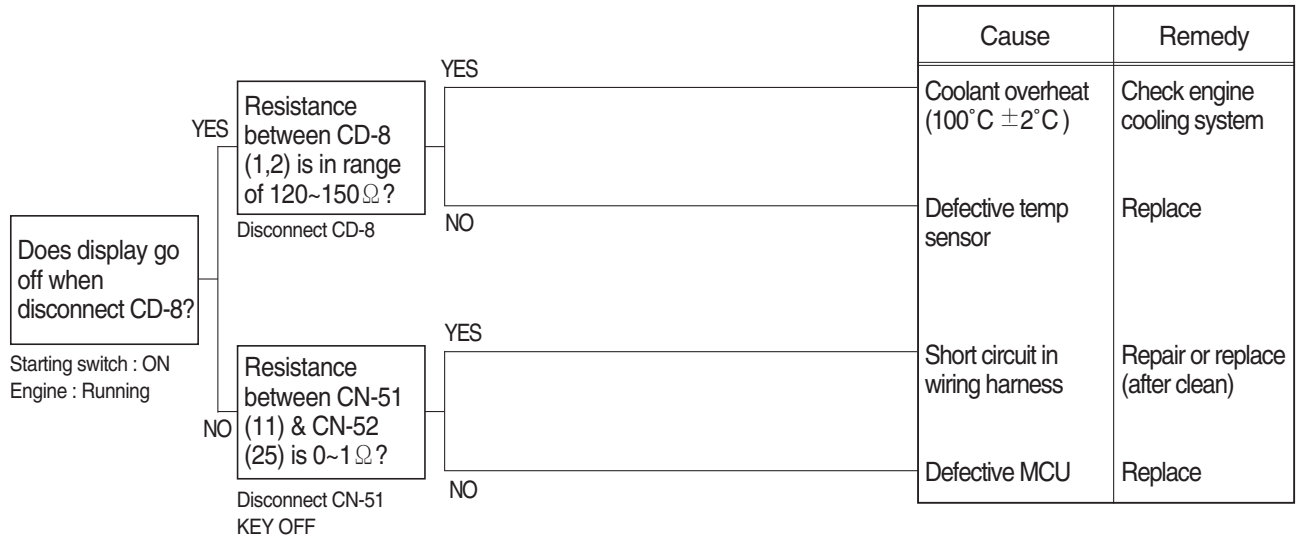 Does display go
off when
disconnect CD-8?
Starting switch : ON
Engine : Running
YES
Resistance
between CD-8
(1,2) is in range
of 120~150Ω?
Disconnect CD-8
NO
Resistance
between CN-51
(11) & CN-52
(25) is 0~1Ω?
Disconnect CN-51
KEY OFF
YES
NO
YES
NO
Cause Remedy
Coolant overheat Check engine
(100°C ±2°C) cooling system
Defective temp Replace
sensor
Short circuit in Repair or replace
wiring harness (after clean)
Defective MCU Replace